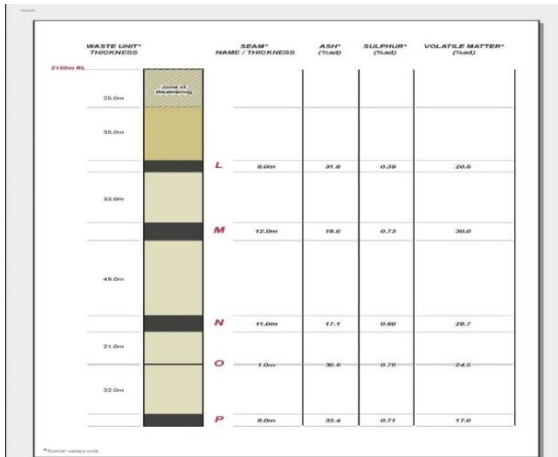 WASTE UNIT* SEAM* ASH* SULPHUR* VOLATILE MATTER*
THICKNESS NAME / THICKNESS (%ad) (%ad) (%ad)
2150m RL
Zone of
Weathering
25.0m
35.0m
L 8.0m 31.8 0.39 20.5
33.0m
M 12.0m 18.0 0.73 30.0
49.0m
N 11.0m 17.1 0.60 28.7
21.0m
O 1.0m 30.6 0.70 24.5
32.0m
P 8.0m 33.4 0.71 17.0
*Typical values only.